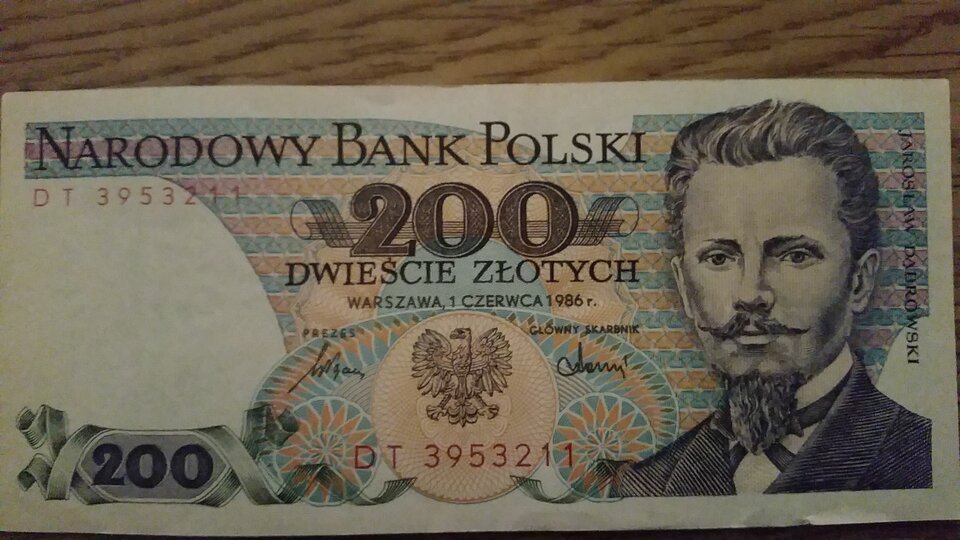 NARODOWY BANK POLSKI
DT 3953211
200
DWIEŚCIE ZŁOTYCH
WARSZAWA, 1 CZERWCA 1986 r.
PREZES
GŁÓWNY SKARBNIK
DT 3953211
200
JAROSŁAW DĄBROWSKI